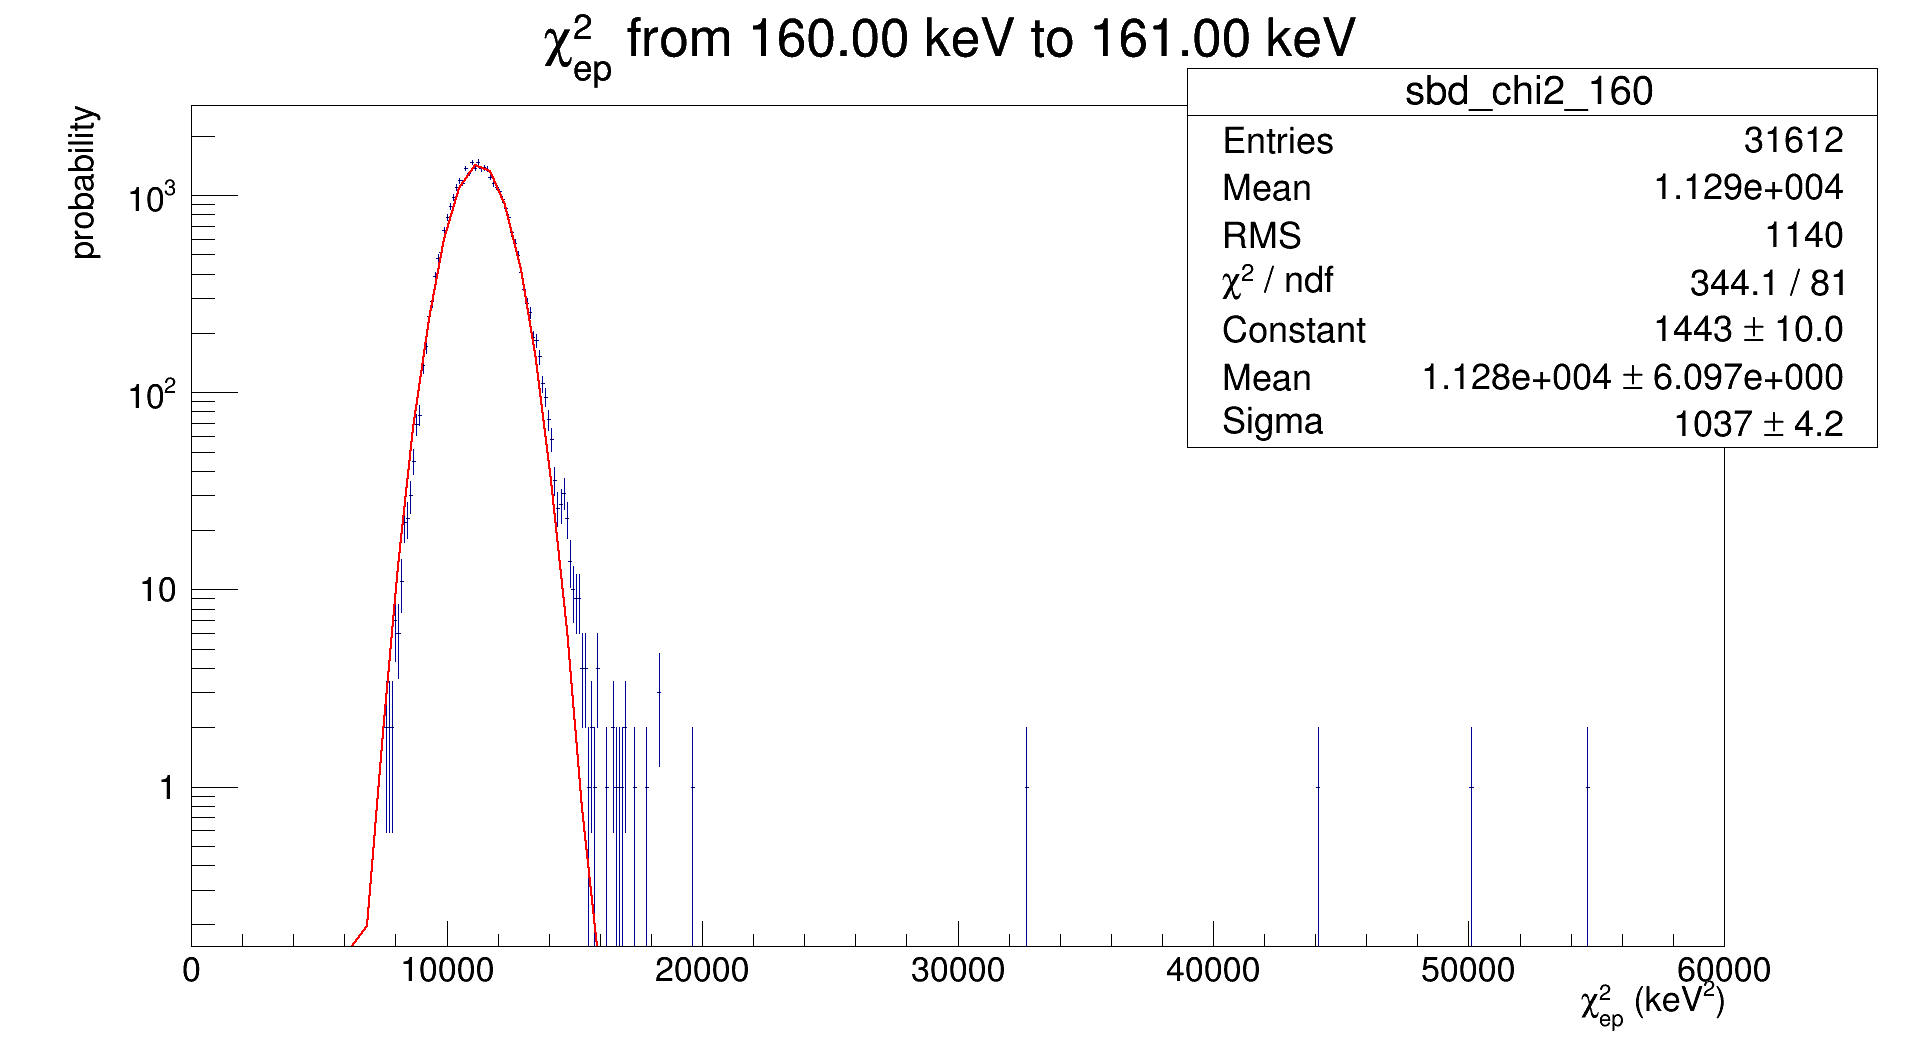 χ²ep from 160.00 keV to 161.00 keV
sbd_chi2_160
Entries 31612
Mean 1.129e+004
RMS 1140
χ² / ndf 344.1 / 81
Constant 1443 ± 10.0
Mean 1.128e+004 ± 6.097e+000
Sigma 1037 ± 4.2
probability
10³
10²
10
1
0 10000 20000 30000 40000 50000 60000
χ²ep (keV²)